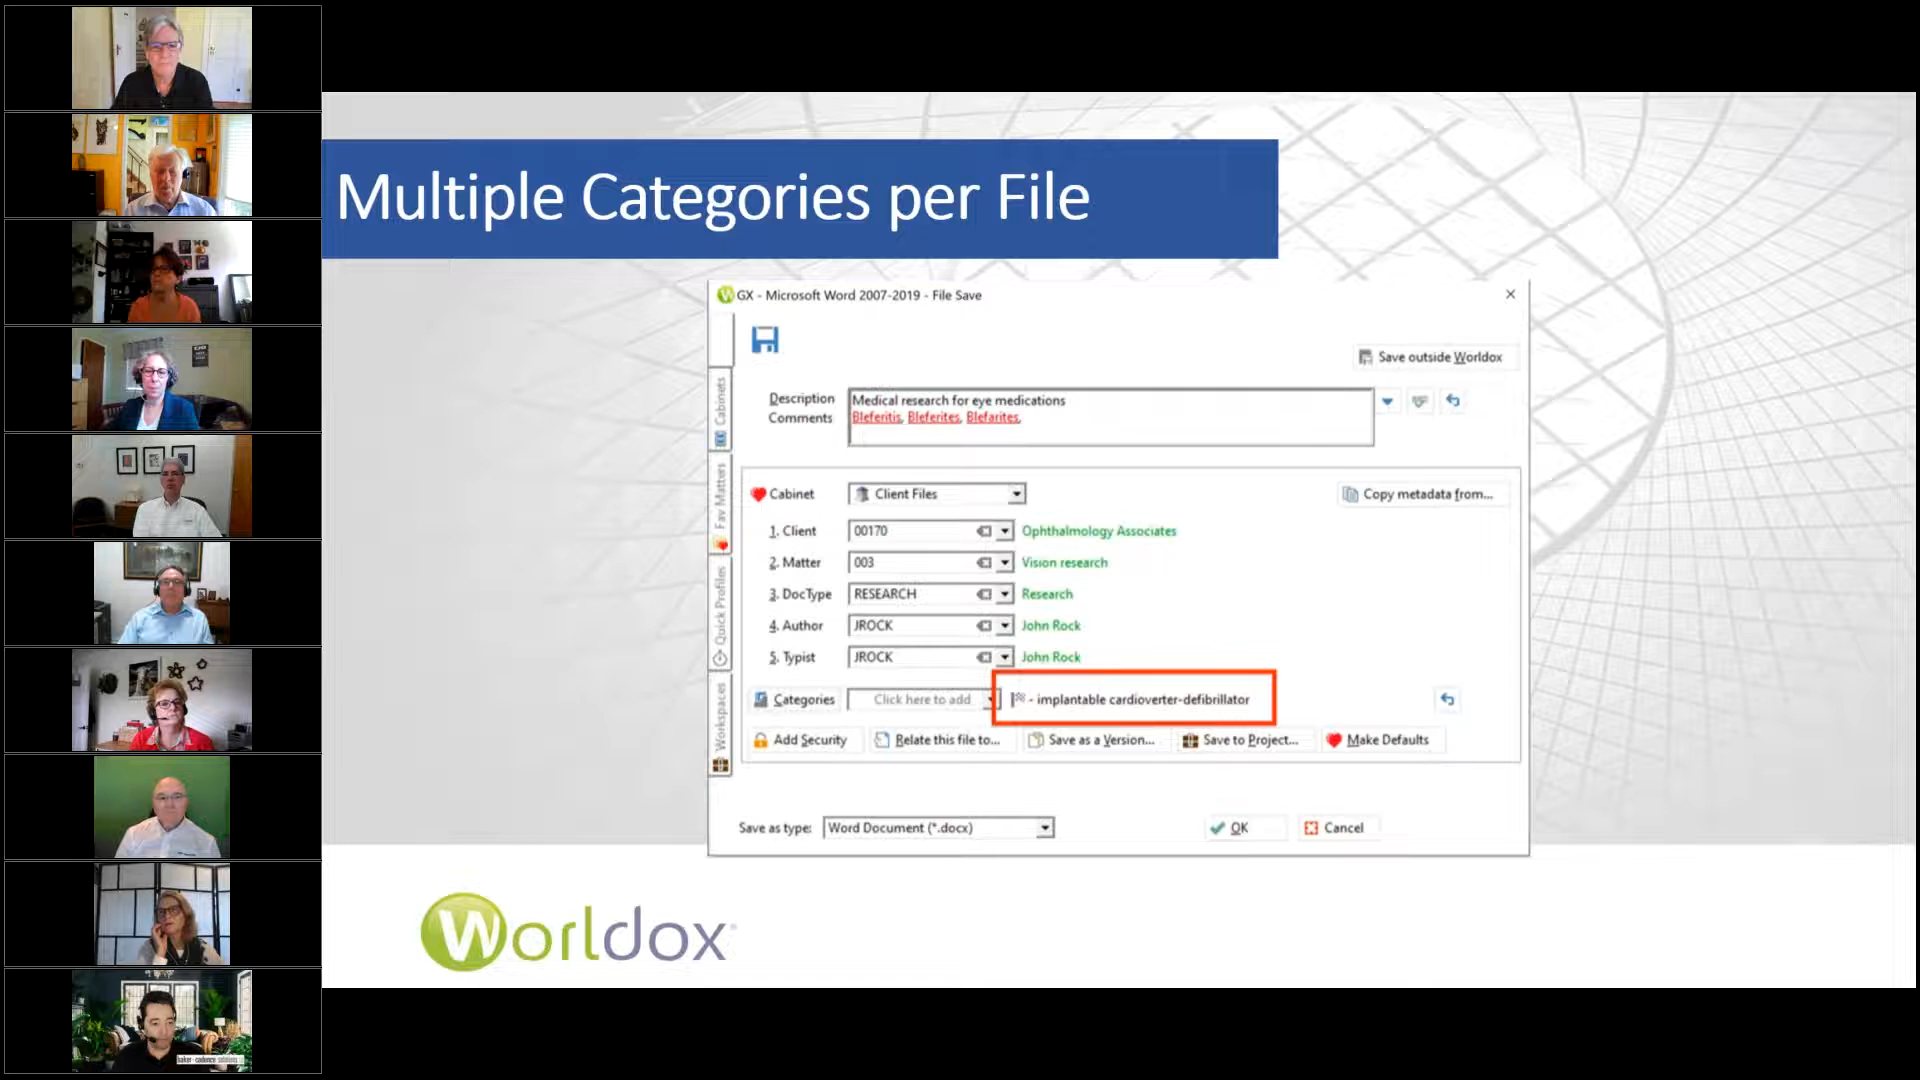 Multiple Categories per File
GX - Microsoft Word 2007-2019 - File Save
Save outside Worldox
Description
Comments
Medical research for eye medications
Bleferitis, Bleferites, Blefarites,
Cabinets
Fav Matters
Quick Profiles
Workspaces
Cabinet Client Files
Copy metadata from...
1. Client 00170 Ophthalmology Associates
2. Matter 003 Vision research
3. DocType RESEARCH Research
4. Author JROCK John Rock
5. Typist JROCK John Rock
Categories Click here to add - implantable cardioverter-defibrillator
Add Security Relate this file to... Save as a Version... Save to Project... Make Defaults
Save as type: Word Document (*.docx) OK Cancel
Worldox
baker-cadence solutions